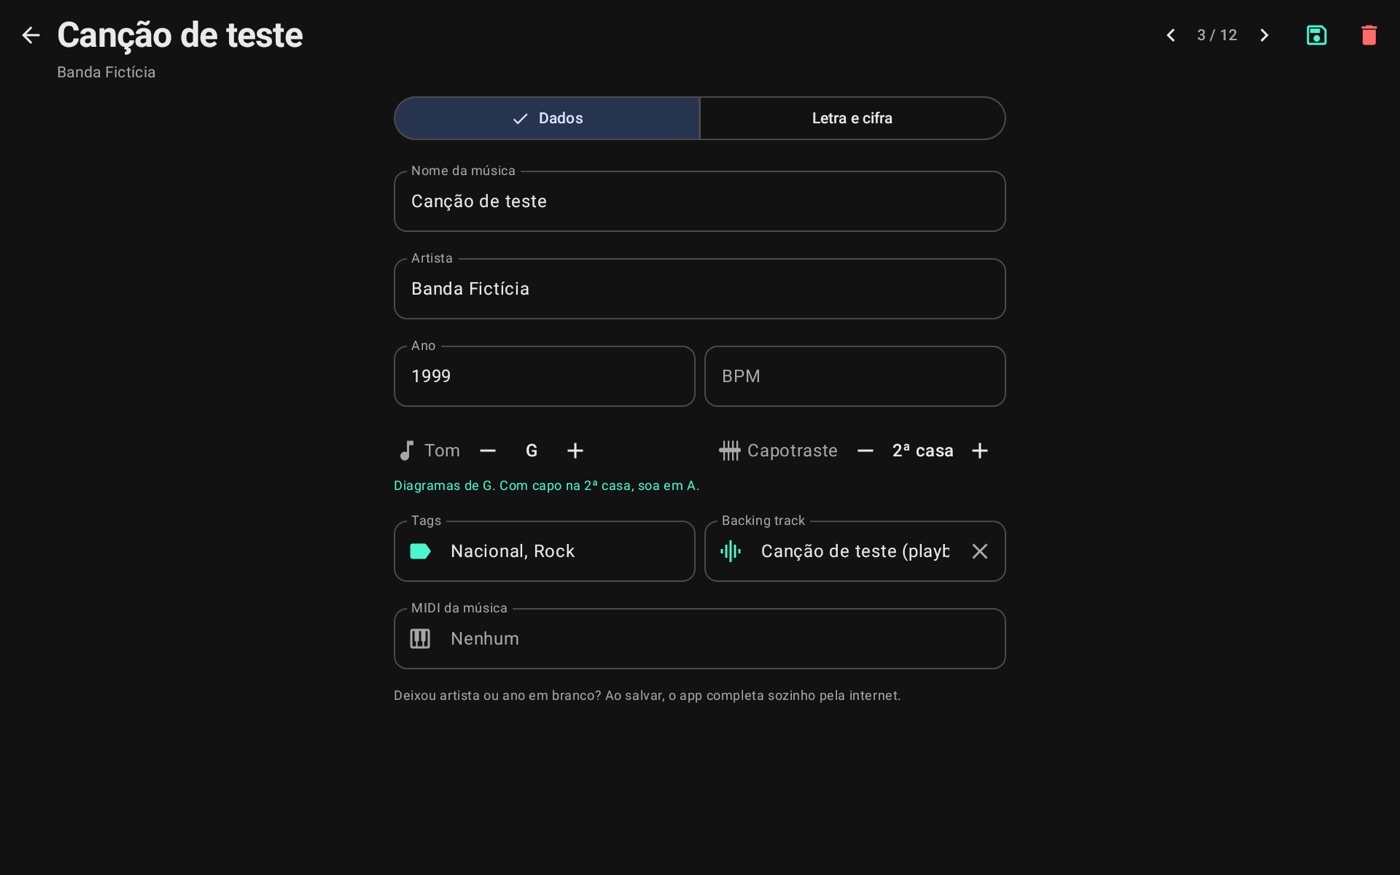 Canção de teste
3 / 12
Banda Fictícia
Dados
Letra e cifra
Nome da música
Canção de teste
Artista
Banda Fictícia
Ano
1999
BPM
Tom
G
Capotraste
2ª casa
Diagramas de G. Com capo na 2ª casa, soa em A.
Tags
Nacional, Rock
Backing track
Canção de teste (playb
MIDI da música
Nenhum
Deixou artista ou ano em branco? Ao salvar, o app completa sozinho pela internet.